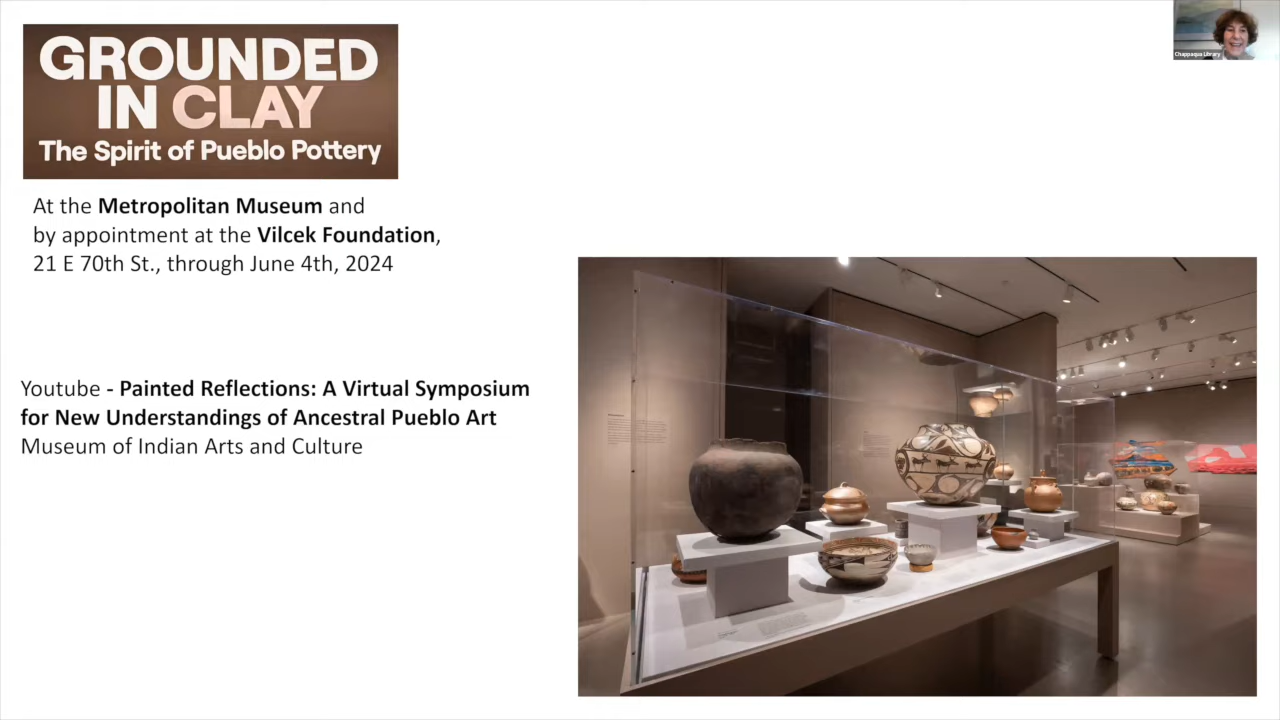 GROUNDED
IN CLAY
The Spirit of Pueblo Pottery
At the Metropolitan Museum and
by appointment at the Vilcek Foundation,
21 E 70th St., through June 4th, 2024
Youtube - Painted Reflections: A Virtual Symposium
for New Understandings of Ancestral Pueblo Art
Museum of Indian Arts and Culture
Chappaqua Library